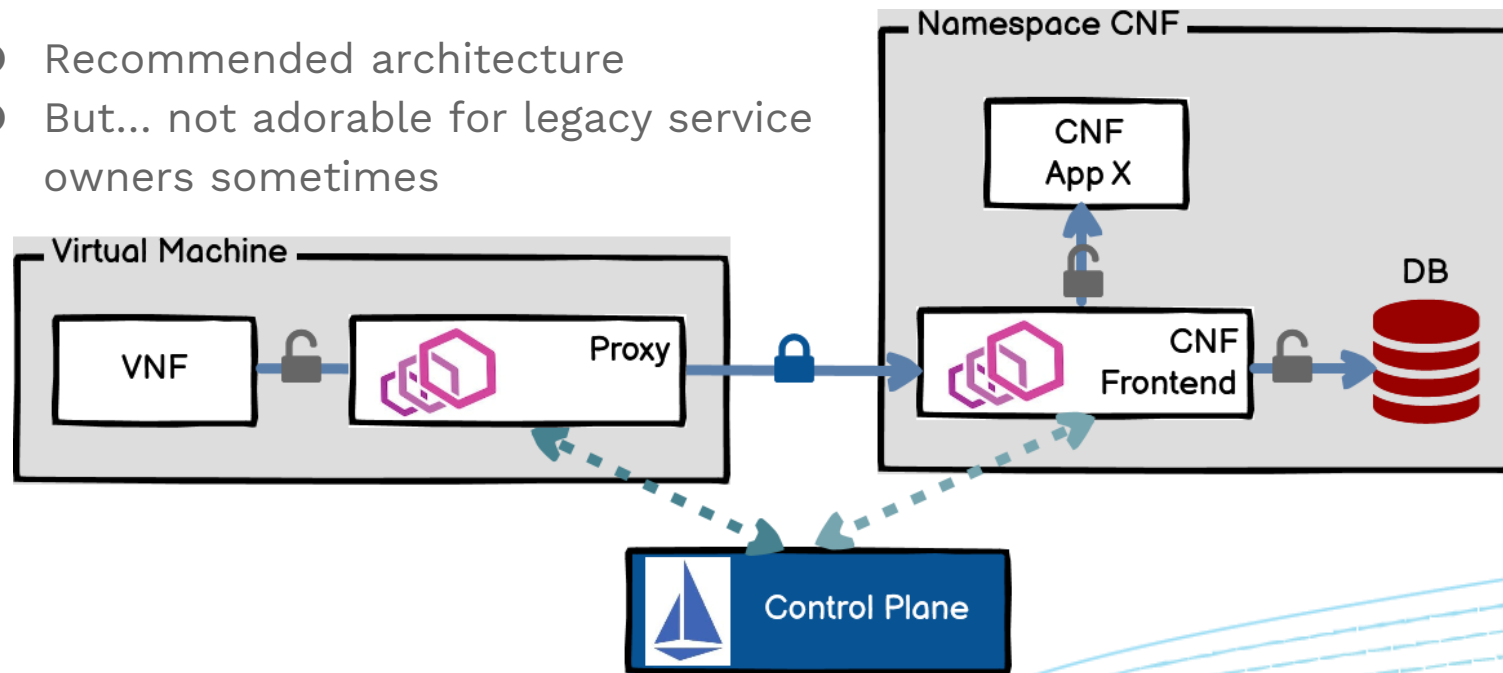 Recommended architecture
But... not adorable for legacy service
owners sometimes
Namespace CNF
CNF
App X
DB
Virtual Machine
VNF
Proxy
CNF
Frontend
Control Plane